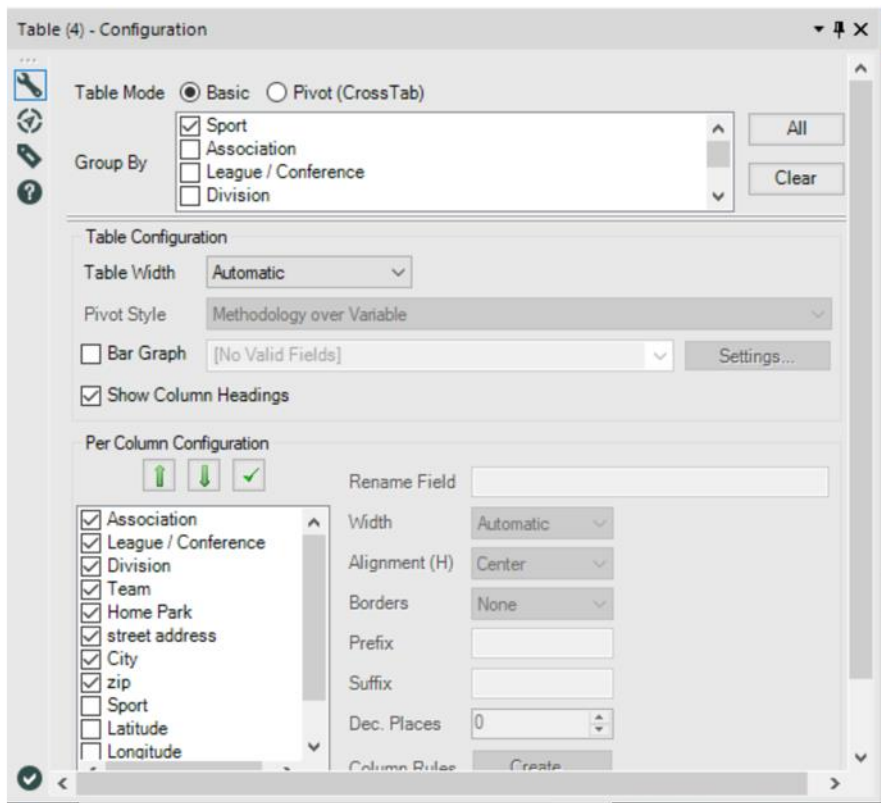 Table (4) - Configuration
Table Mode Basic Pivot (CrossTab)
Group By
Sport
Association
League / Conference
Division
All
Clear
Table Configuration
Table Width Automatic
Pivot Style Methodology over Variable
Bar Graph [No Valid Fields] Settings...
Show Column Headings
Per Column Configuration
Association
League / Conference
Division
Team
Home Park
street address
City
zip
Sport
Latitude
Longitude
Rename Field
Width Automatic
Alignment (H) Center
Borders None
Prefix
Suffix
Dec. Places 0
Column Rules Create